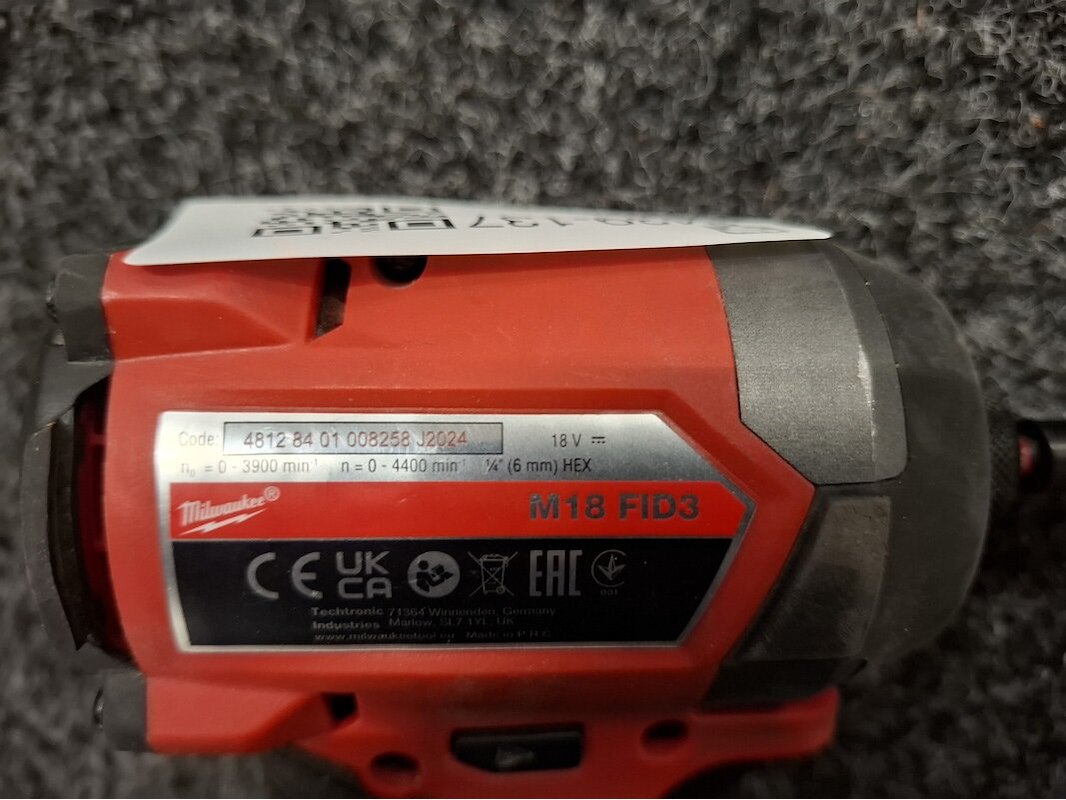 137
Code: 4812 84 01 008258 J2024 18 V
n₀ = 0 - 3900 min⁻¹ n = 0 - 4400 min⁻¹ ¼" (6 mm) HEX
Milwaukee®
M18 FID3
CE UK CA EAC 001
Techtronic 71364 Winnenden, Germany
Industries Marlow, SL7 1YL, UK
www.milwaukeetool.eu Made in P.R.C